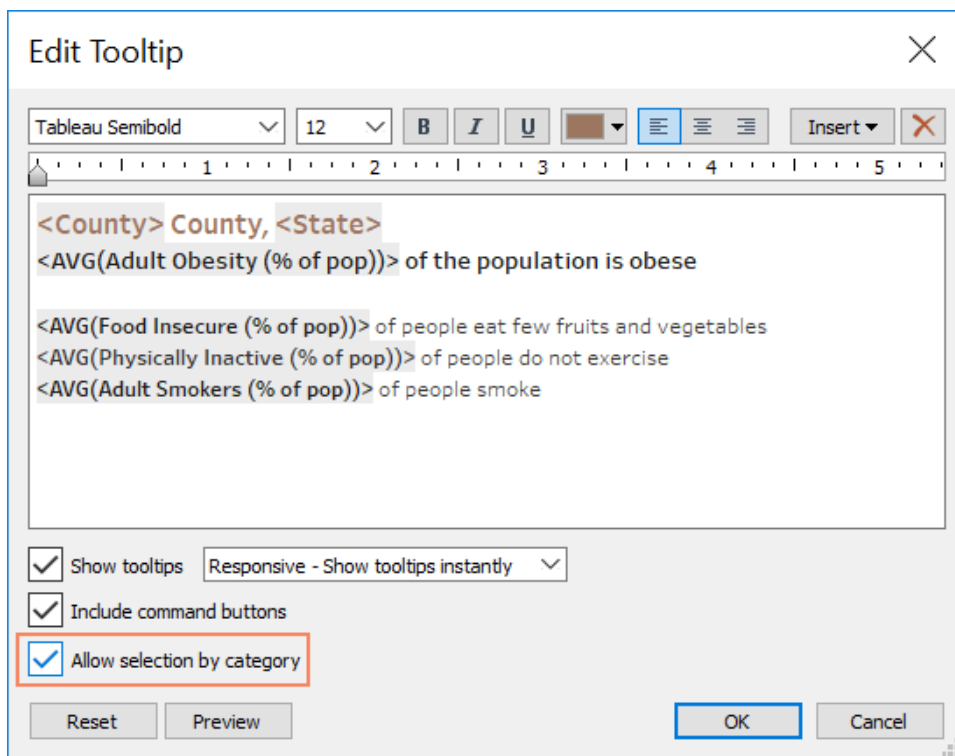 Edit Tooltip
Tableau Semibold 12 B I U Insert
1 2 3 4 5
<County> County, <State>
<AVG(Adult Obesity (% of pop))> of the population is obese
<AVG(Food Insecure (% of pop))> of people eat few fruits and vegetables
<AVG(Physically Inactive (% of pop))> of people do not exercise
<AVG(Adult Smokers (% of pop))> of people smoke
Show tooltips Responsive - Show tooltips instantly
Include command buttons
Allow selection by category
Reset Preview OK Cancel